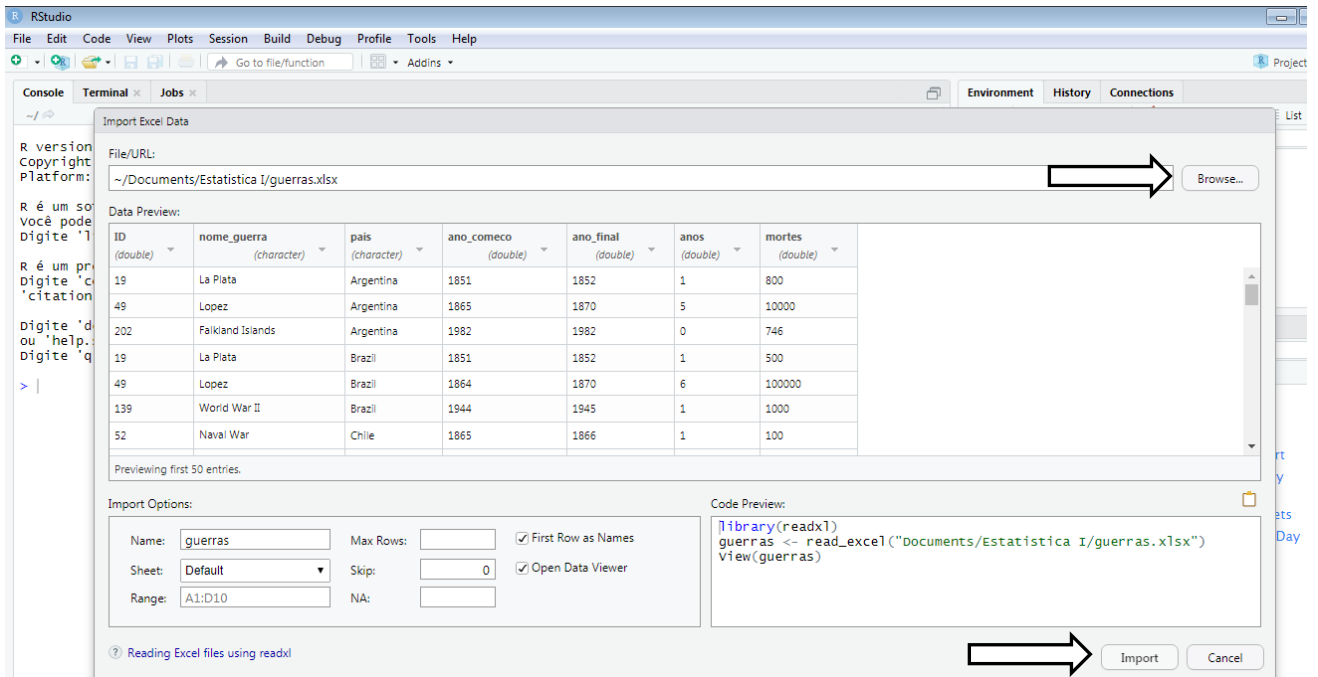 RStudio
File Edit Code View Plots Session Build Debug Profile Tools Help
Go to file/function Addins Project
Console Terminal Jobs Environment History Connections
~/ List
Import Excel Data
R version
Copyright
Platform:
R é um
Você pode
Digite
R é um
Digite
'citation
Digite
ou 'help.
Digite
>
File/URL:
~/Documents/Estatistica I/guerras.xlsx Browse...
Data Preview:
ID nome_guerra pais ano_comeco ano_final anos mortes
(double) (character) (character) (double) (double) (double) (double)
19 La Plata Argentina 1851 1852 1 800
49 Lopez Argentina 1865 1870 5 10000
202 Falkland Islands Argentina 1982 1982 0 746
19 La Plata Brazil 1851 1852 1 500
49 Lopez Brazil 1864 1870 6 100000
139 World War II Brazil 1944 1945 1 1000
52 Naval War Chile 1865 1866 1 100
Previewing first 50 entries.
Import Options:
Name: guerras Max Rows: First Row as Names
Sheet: Default Skip: 0 Open Data Viewer
Range: A1:D10 NA:
Code Preview:
library(readxl)
guerras <- read_excel("Documents/Estatistica I/guerras.xlsx")
View(guerras)
Day
? Reading Excel files using readxl
Import Cancel